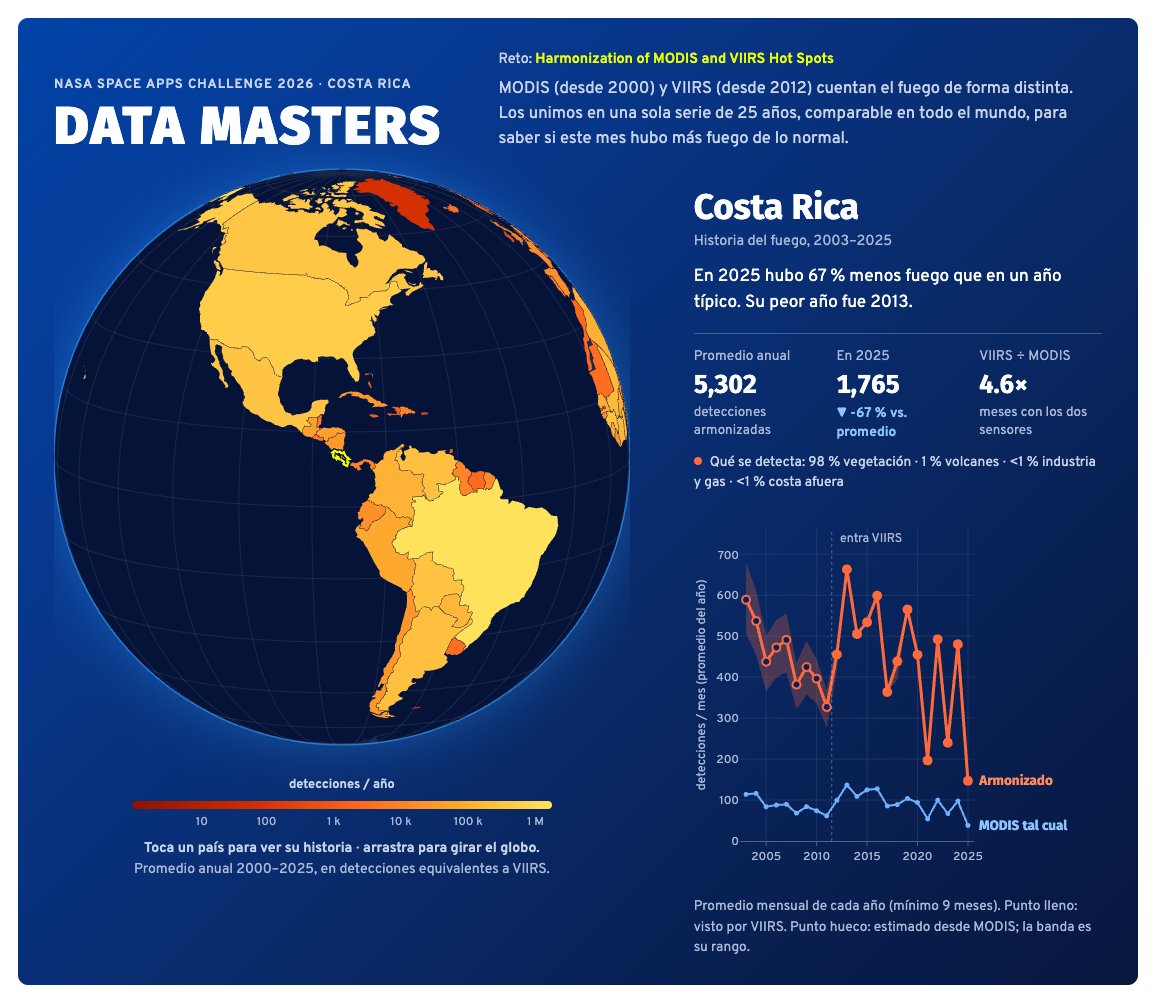 NASA SPACE APPS CHALLENGE 2026 · COSTA RICA
DATA MASTERS
Reto: Harmonization of MODIS and VIIRS Hot Spots
MODIS (desde 2000) y VIIRS (desde 2012) cuentan el fuego de forma distinta.
Los unimos en una sola serie de 25 años, comparable en todo el mundo, para
saber si este mes hubo más fuego de lo normal.
detecciones / año
10 100 1 k 10 k 100 k 1 M
Toca un país para ver su historia · arrastra para girar el globo.
Promedio anual 2000–2025, en detecciones equivalentes a VIIRS.
Costa Rica
Historia del fuego, 2003–2025
En 2025 hubo 67 % menos fuego que en un año
típico. Su peor año fue 2013.
Promedio anual
5,302
detecciones
armonizadas
En 2025
1,765
▼ -67 % vs.
promedio
VIIRS ÷ MODIS
4.6×
meses con los dos
sensores
Qué se detecta: 98 % vegetación · 1 % volcanes · <1 % industria
y gas · <1 % costa afuera
entra VIIRS
detecciones / mes (promedio del año)
700
600
500
400
300
200
100
0
2005 2010 2015 2020 2025
Armonizado
MODIS tal cual
Promedio mensual de cada año (mínimo 9 meses). Punto lleno:
visto por VIIRS. Punto hueco: estimado desde MODIS; la banda es
su rango.